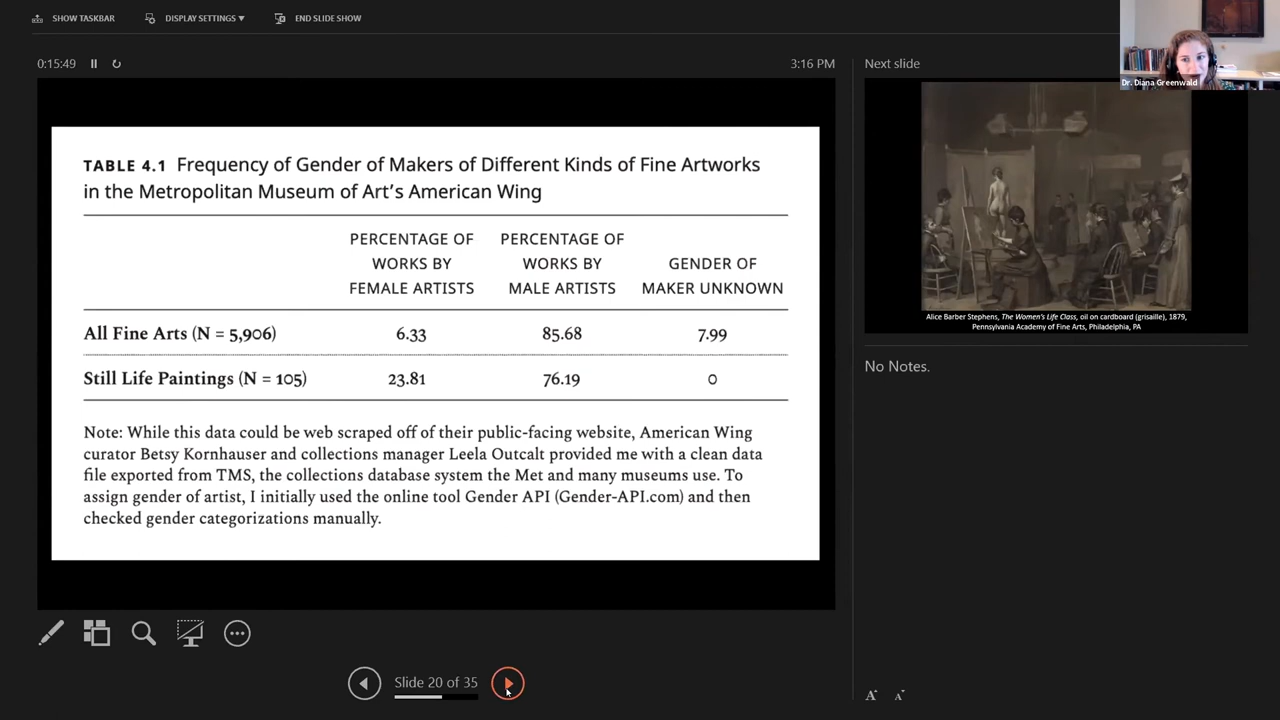 SHOW TASKBAR
DISPLAY SETTINGS ▼
END SLIDE SHOW
0:15:49
3:16 PM
TABLE 4.1 Frequency of Gender of Makers of Different Kinds of Fine Artworks
in the Metropolitan Museum of Art's American Wing
PERCENTAGE OF
WORKS BY
FEMALE ARTISTS
PERCENTAGE OF
WORKS BY
MALE ARTISTS
GENDER OF
MAKER UNKNOWN
All Fine Arts (N = 5,906) 6.33 85.68 7.99
Still Life Paintings (N = 105) 23.81 76.19 0
Note: While this data could be web scraped off of their public-facing website, American Wing
curator Betsy Kornhauser and collections manager Leela Outcalt provided me with a clean data
file exported from TMS, the collections database system the Met and many museums use. To
assign gender of artist, I initially used the online tool Gender API (Gender-API.com) and then
checked gender categorizations manually.
Slide 20 of 35
Next slide
Dr. Diana Greenwald
Alice Barber Stephens, The Women's Life Class, oil on cardboard (grisaille), 1879,
Pennsylvania Academy of Fine Arts, Philadelphia, PA
No Notes.
A A